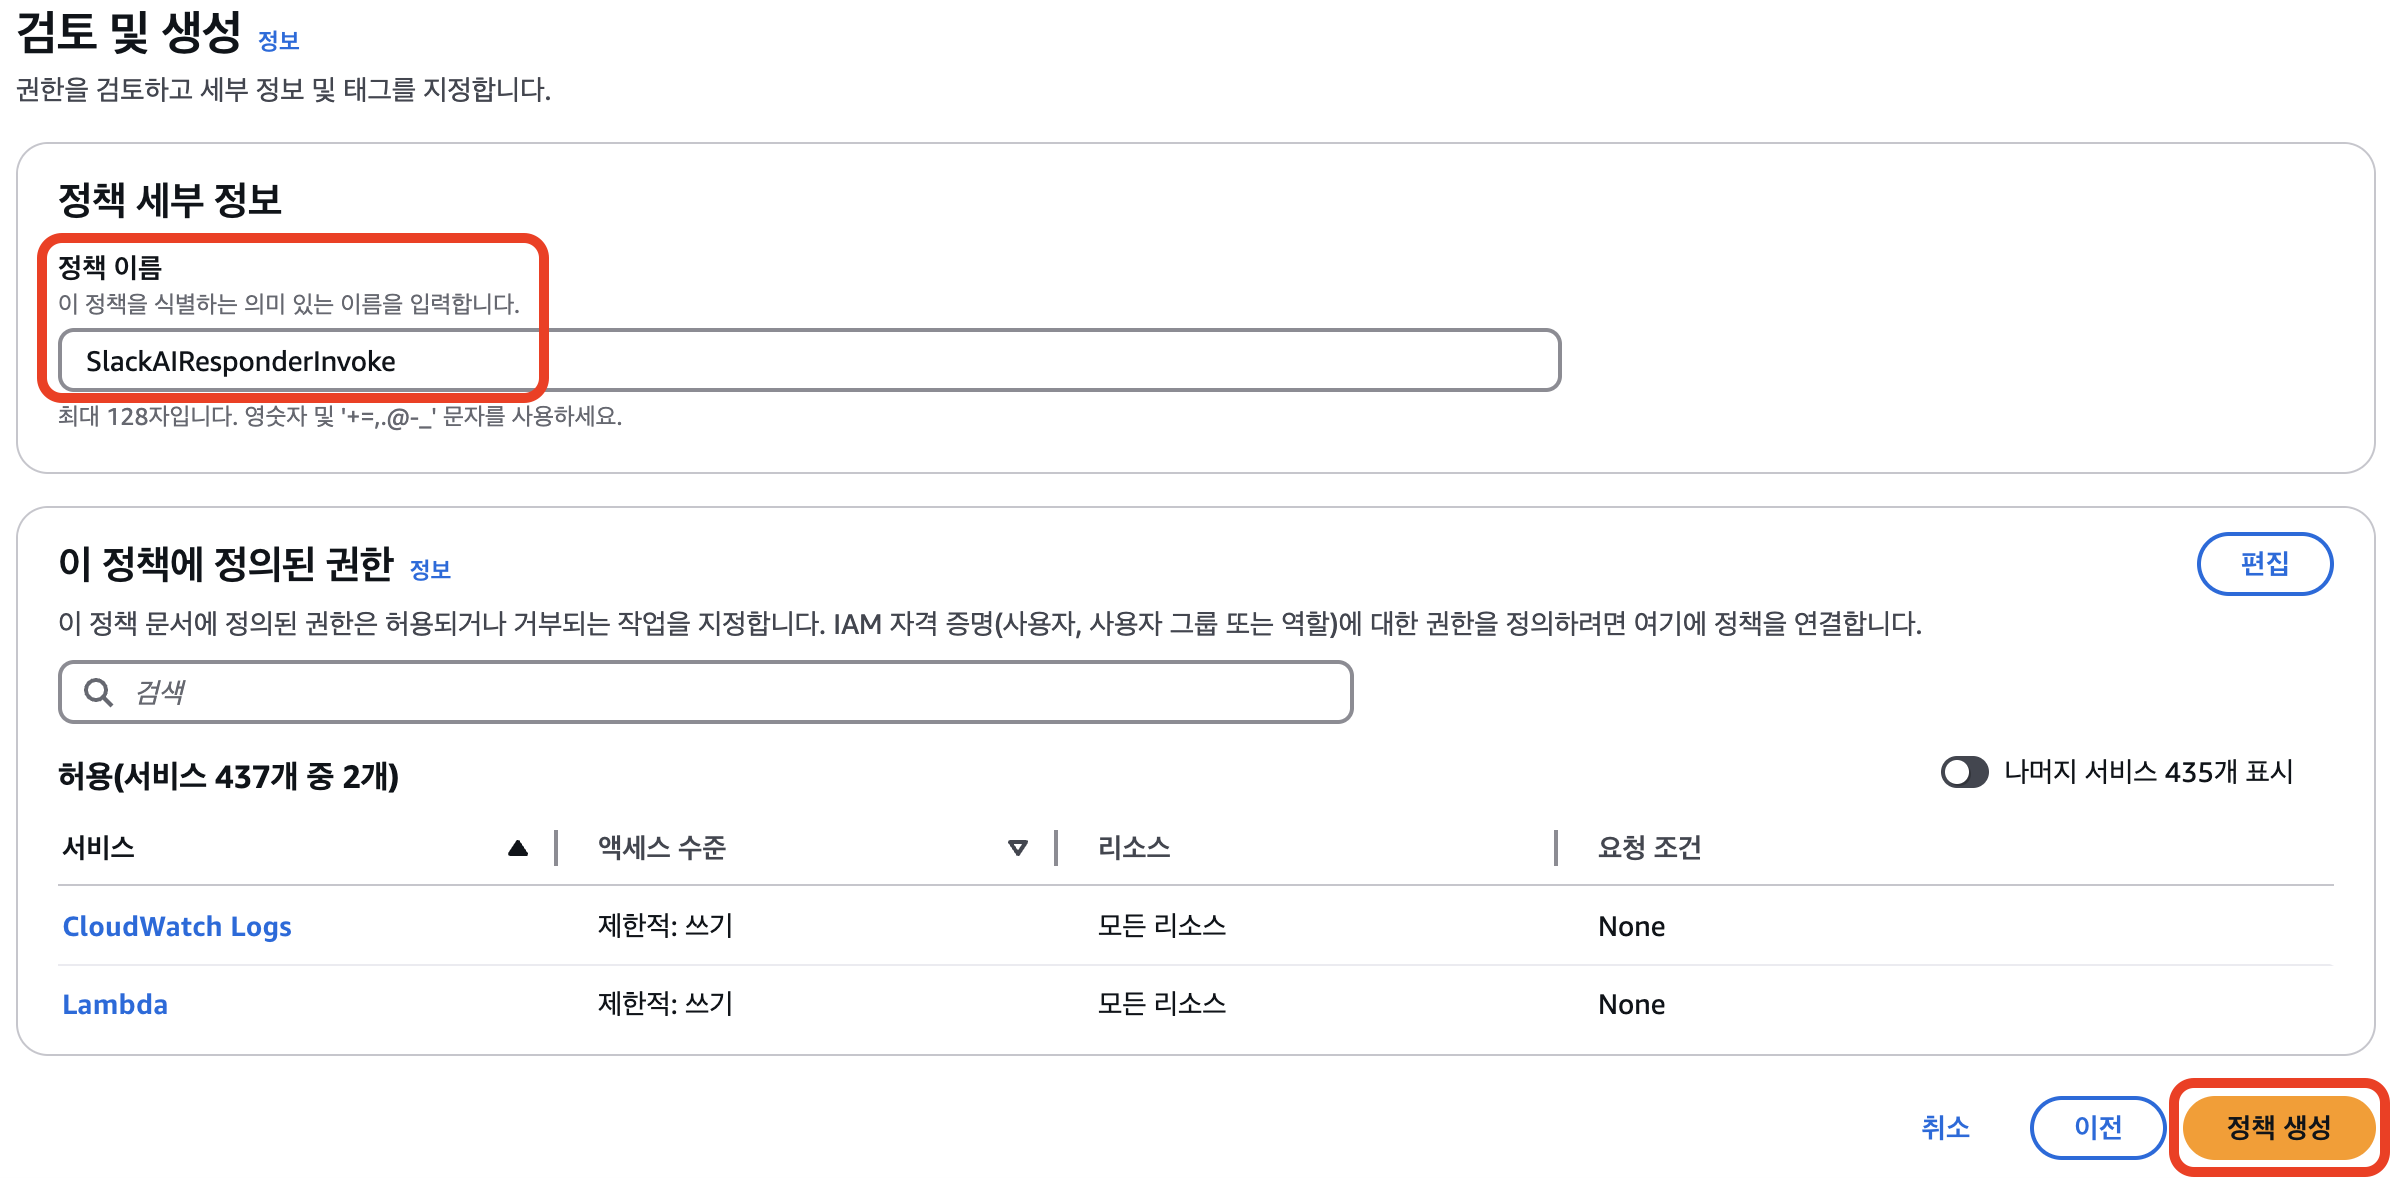 검토 및 생성 정보
권한을 검토하고 세부 정보 및 태그를 지정합니다.
정책 세부 정보
정책 이름
이 정책을 식별하는 의미 있는 이름을 입력합니다.
SlackAIResponderInvoke
최대 128자입니다. 영숫자 및 '+=,.@-_' 문자를 사용하세요.
이 정책에 정의된 권한 정보
편집
이 정책 문서에 정의된 권한은 허용되거나 거부되는 작업을 지정합니다. IAM 자격 증명(사용자, 사용자 그룹 또는 역할)에 대한 권한을 정의하려면 여기에 정책을 연결합니다.
검색
허용(서비스 437개 중 2개)
나머지 서비스 435개 표시
서비스 액세스 수준 리소스 요청 조건
CloudWatch Logs 제한적: 쓰기 모든 리소스 None
Lambda 제한적: 쓰기 모든 리소스 None
취소 이전 정책 생성